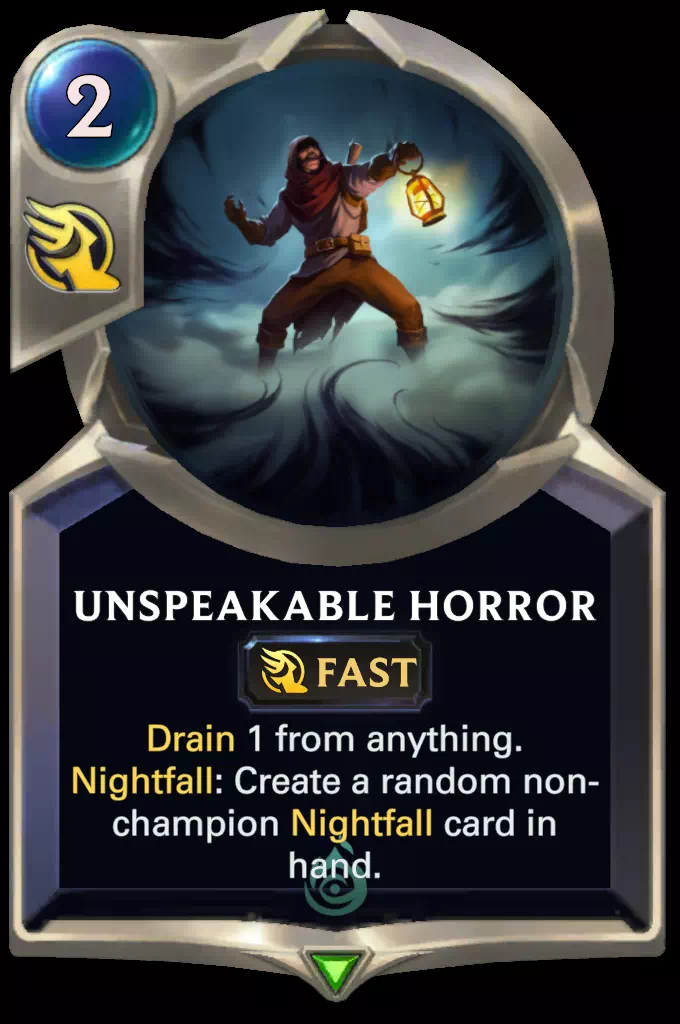 2
UNSPEAKABLE HORROR
FAST
Drain 1 from anything.
Nightfall: Create a random non-
champion Nightfall card in
hand.